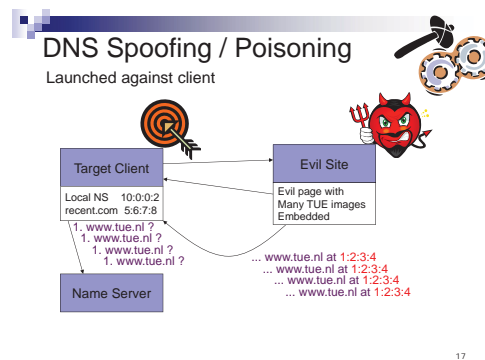 DNS Spoofing / Poisoning
Launched against client
Target Client
Local NS 10:0:0:2
recent.com 5:6:7:8
Evil Site
Evil page with
Many TUE images
Embedded
1. www.tue.nl ?
1. www.tue.nl ?
1. www.tue.nl ?
1. www.tue.nl ?
... www.tue.nl at 1:2:3:4
... www.tue.nl at 1:2:3:4
... www.tue.nl at 1:2:3:4
... www.tue.nl at 1:2:3:4
Name Server
17